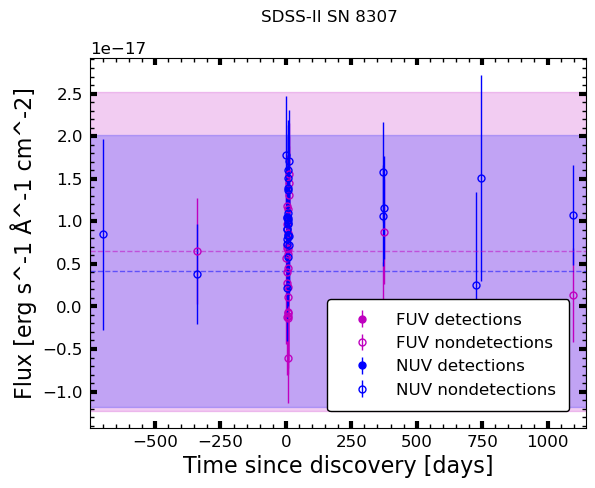 SDSS-II SN 8307
1e−17
2.5
2.0
1.5
1.0
0.5
0.0
−0.5
−1.0
Flux [erg s^-1 Å^-1 cm^-2]
FUV detections
FUV nondetections
NUV detections
NUV nondetections
−500 −250 0 250 500 750 1000
Time since discovery [days]